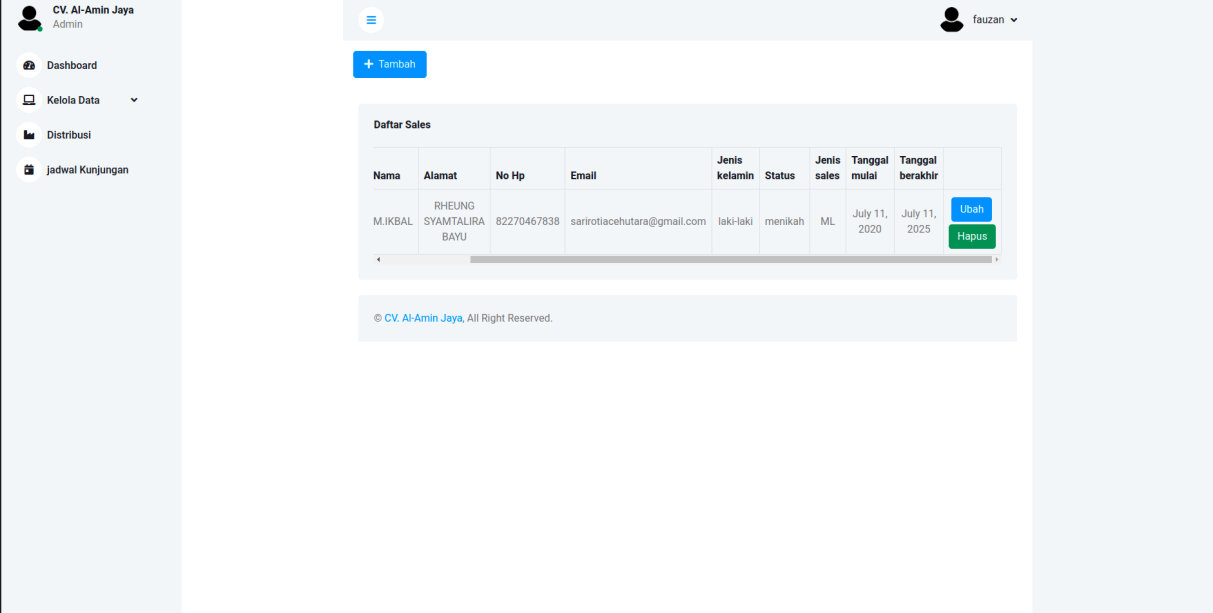 CV. Al-Amin Jaya
Admin
Dashboard
Kelola Data
Distribusi
jadwal Kunjungan
fauzan
+ Tambah
Daftar Sales
Nama Alamat No Hp Email Jenis kelamin Status Jenis sales Tanggal mulai Tanggal berakhir
M.IKBAL RHEUNG SYAMTALIRA BAYU 82270467838 sarirotiacehutara@gmail.com laki-laki menikah ML July 11, 2020 July 11, 2025 Ubah
Hapus
© CV. Al-Amin Jaya, All Right Reserved.